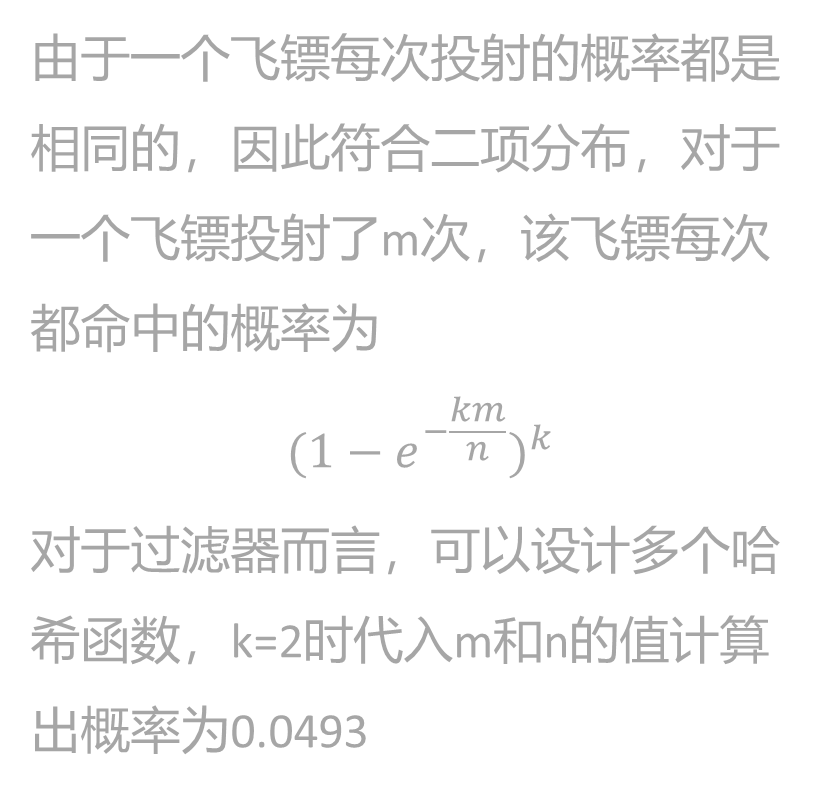 由于一个飞镖每次投射的概率都是
相同的，因此符合二项分布，对于
一个飞镖投射了m次，该飞镖每次
都命中的概率为
(1 − e^{−\frac{km}{n}})^k
对于过滤器而言，可以设计多个哈
希函数，k=2时代入m和n的值计算
出概率为0.0493